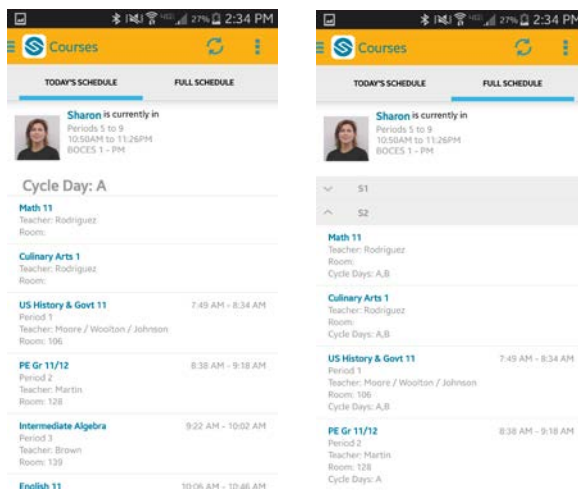 27% 2:34 PM
Courses
TODAY'S SCHEDULE FULL SCHEDULE
Sharon is currently in
Periods 5 to 9
10:50AM to 11:26PM
BOCES 1 - PM
Cycle Day: A
Math 11
Teacher: Rodriguez
Room:
Culinary Arts 1
Teacher: Rodriguez
Room:
US History & Govt 11 7:49 AM - 8:34 AM
Period 1
Teacher: Moore / Woolton / Johnson
Room: 106
PE Gr 11/12 8:38 AM - 9:18 AM
Period 2
Teacher: Martin
Room: 128
Intermediate Algebra 9:22 AM - 10:02 AM
Period 3
Teacher: Brown
Room: 139
English 11 10:06 AM - 10:46 AM
27% 2:34 PM
Courses
TODAY'S SCHEDULE FULL SCHEDULE
Sharon is currently in
Periods 5 to 9
10:50AM to 11:26PM
BOCES 1 - PM
S1
S2
Math 11
Teacher: Rodriguez
Room:
Cycle Days: A,B
Culinary Arts 1
Teacher: Rodriguez
Room:
Cycle Days: A,B
US History & Govt 11 7:49 AM - 8:34 AM
Period 1
Teacher: Moore / Woolton / Johnson
Room: 106
Cycle Days: A,B
PE Gr 11/12 8:38 AM - 9:18 AM
Period 2
Teacher: Martin
Room: 128
Cycle Days: A